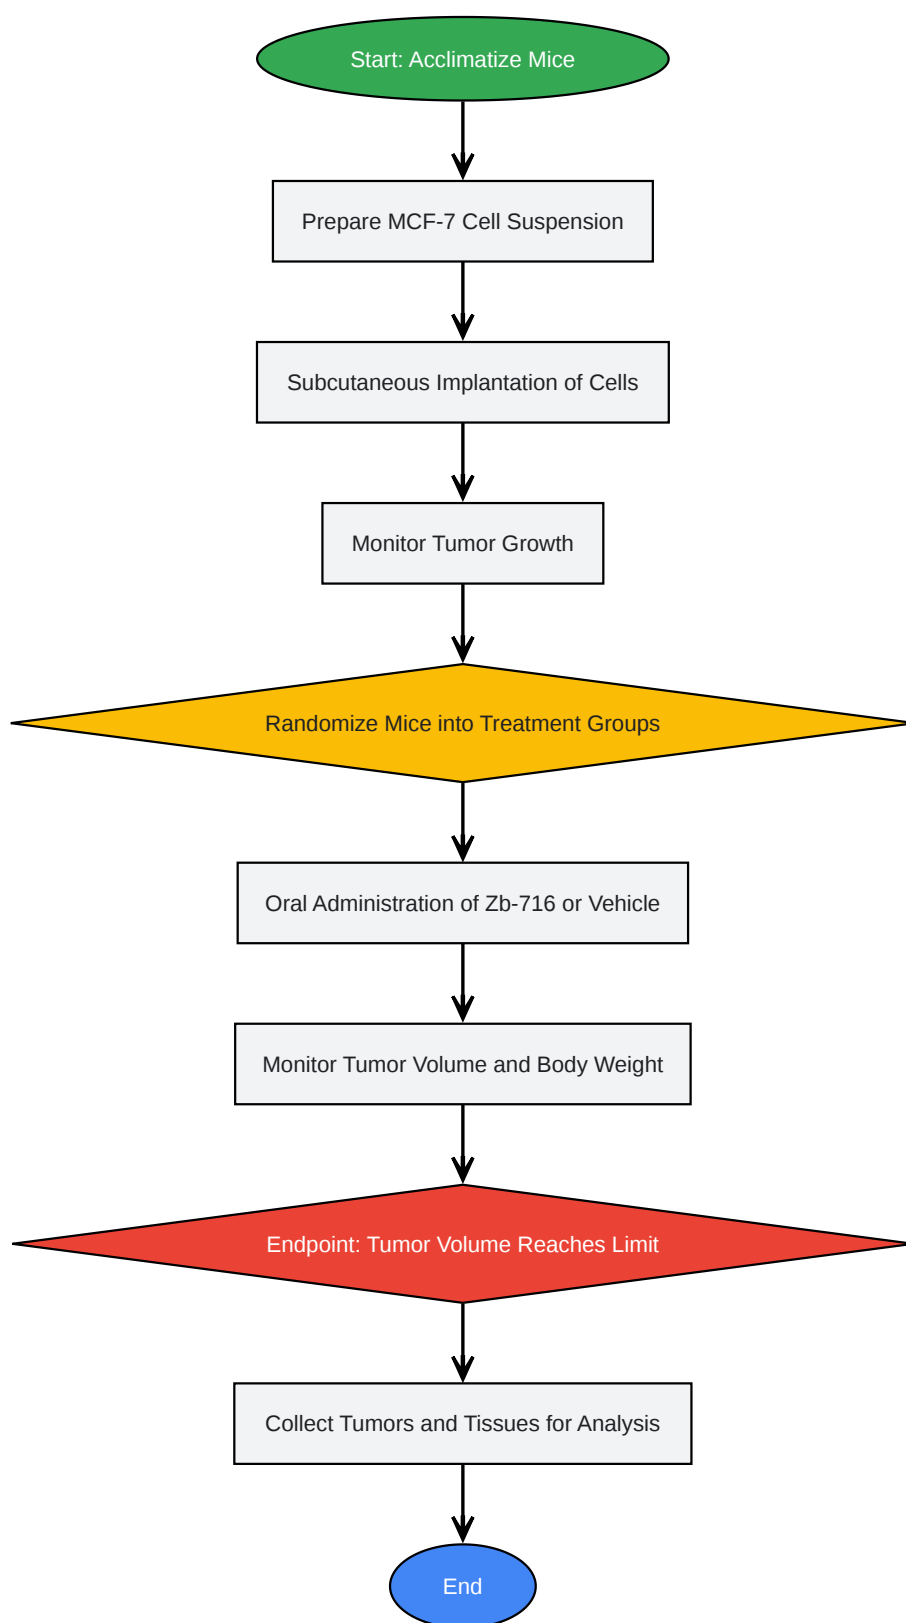 Start: Acclimatize Mice
Prepare MCF-7 Cell Suspension
Subcutaneous Implantation of Cells
Monitor Tumor Growth
Randomize Mice into Treatment Groups
Oral Administration of Zb-716 or Vehicle
Monitor Tumor Volume and Body Weight
Endpoint: Tumor Volume Reaches Limit
Collect Tumors and Tissues for Analysis
End